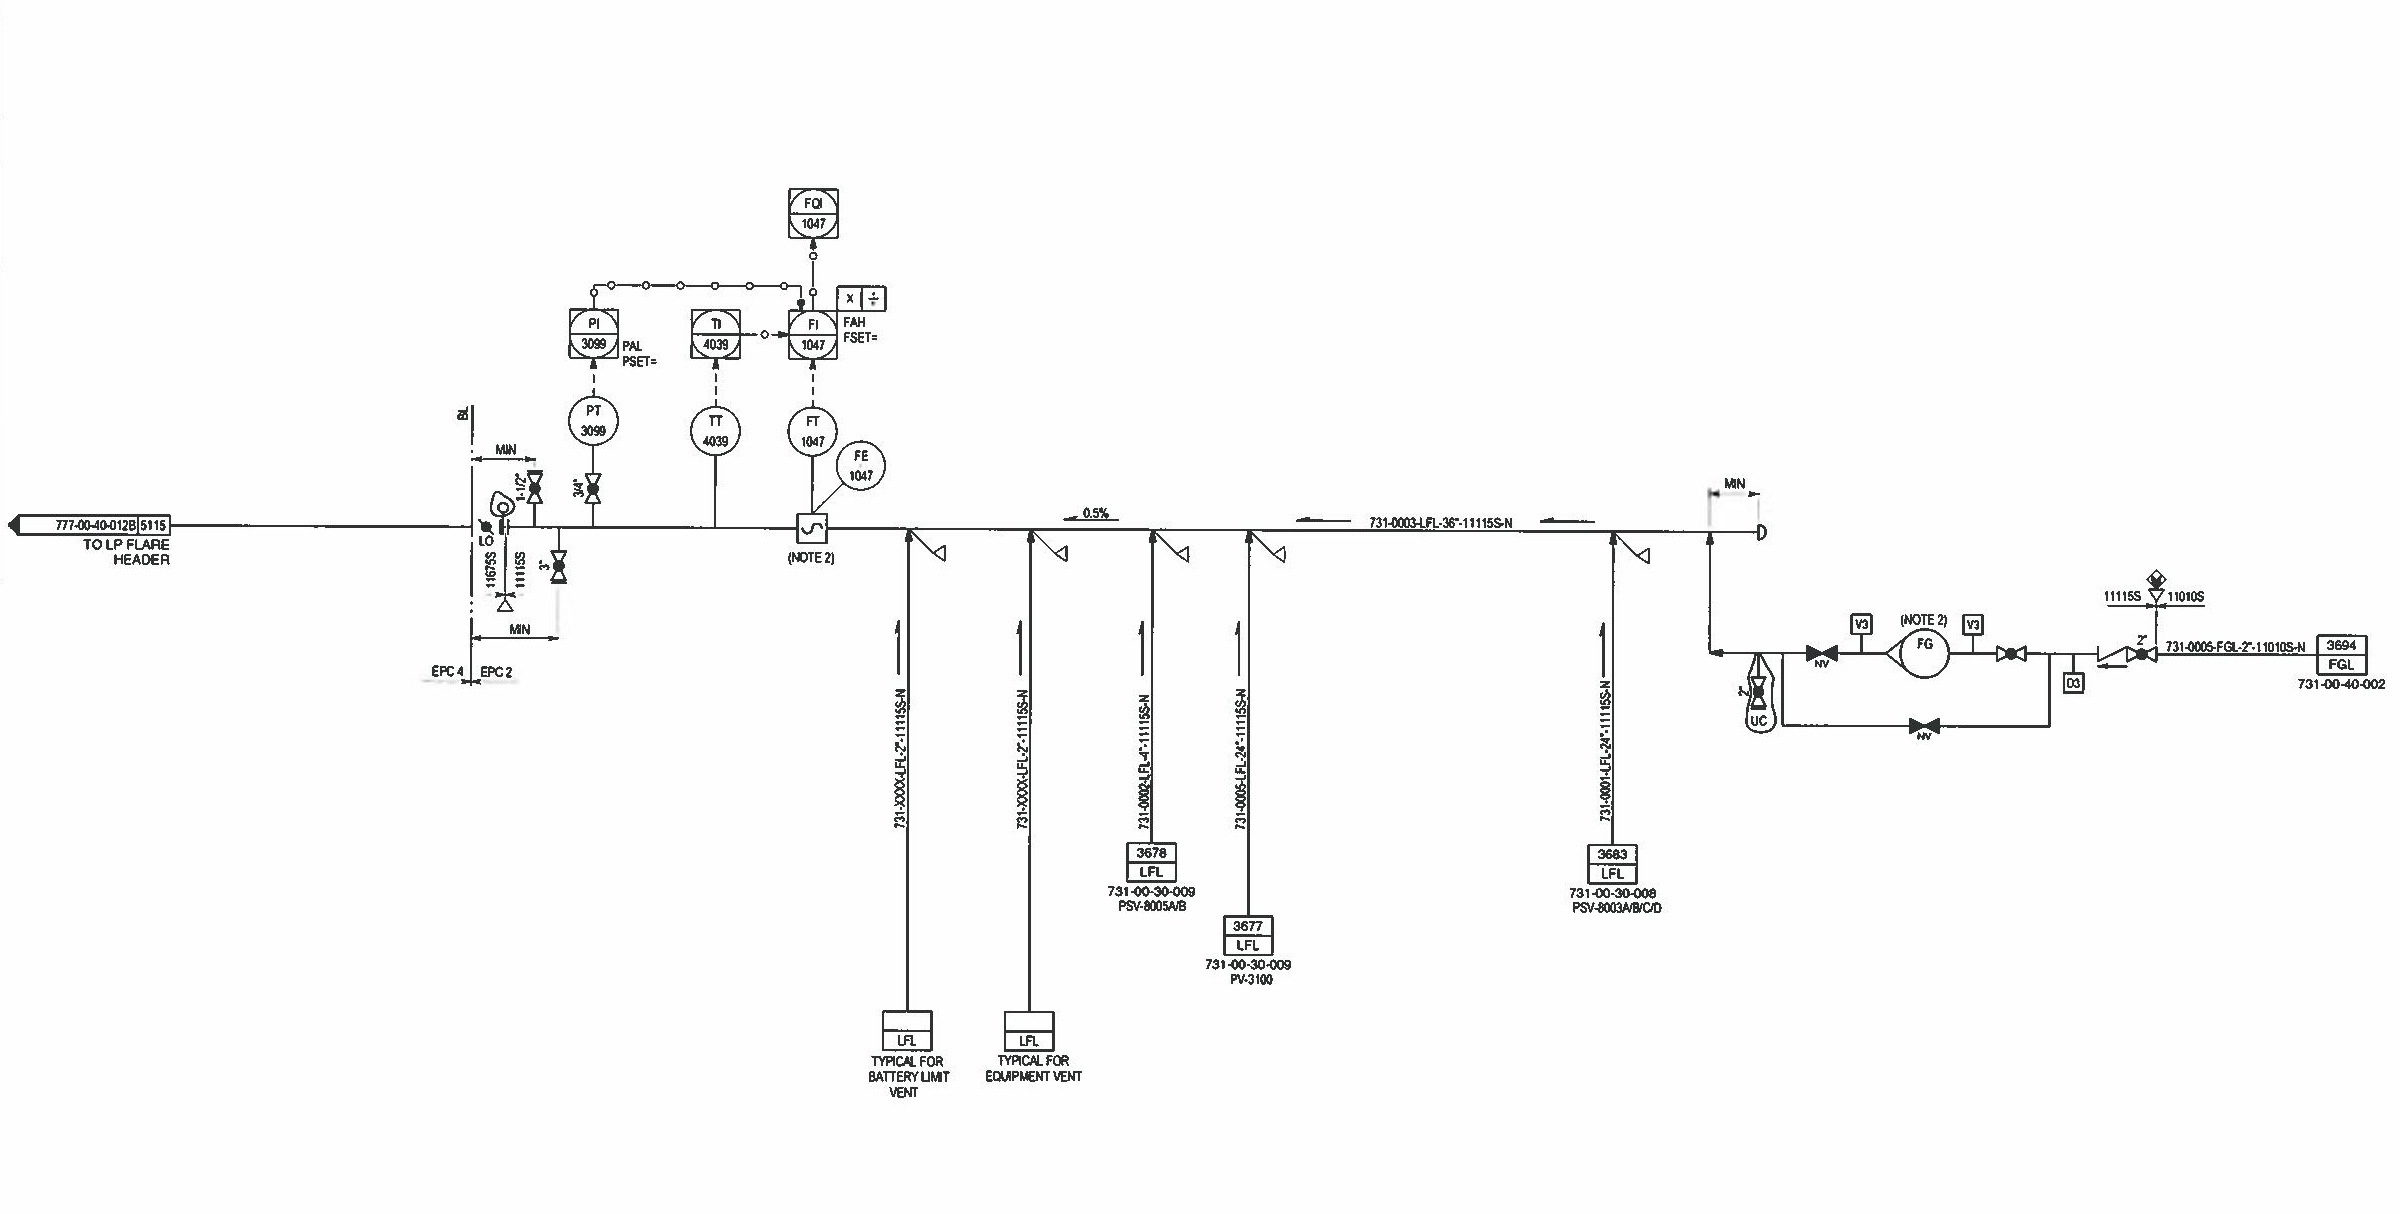 FQI
1047
X
÷
PI
3099
PAL
PSET=
TI
4039
FI
1047
FAH
FSET=
PT
3099
TT
4039
FT
1047
FE
1047
BL
MIN
1-1/2"
3/4"
777-00-40-012B
5115
TO LP FLARE
HEADER
LO
11675S
11115S
3"
MIN
EPC 4
EPC 2
(NOTE 2)
0.5%
731-0003-LFL-36"-11115S-N
MIN
731-XXXX-LFL-2"-11115S-N
731-XXXX-LFL-2"-11115S-N
731-0002-LFL-4"-11115S-N
731-0005-LFL-24"-11115S-N
731-0001-LFL-24"-11115S-N
11115S
11010S
V3
(NOTE 2)
FG
V3
NV
2"
731-0005-FGL-2"-11010S-N
3694
FGL
731-00-40-002
D3
2"
UC
NV
3678
LFL
731-00-30-009
PSV-8005A/B
3677
LFL
731-00-30-009
PV-3100
3683
LFL
731-00-30-008
PSV-8003A/B/C/D
LFL
TYPICAL FOR
BATTERY LIMIT
VENT
LFL
TYPICAL FOR
EQUIPMENT VENT